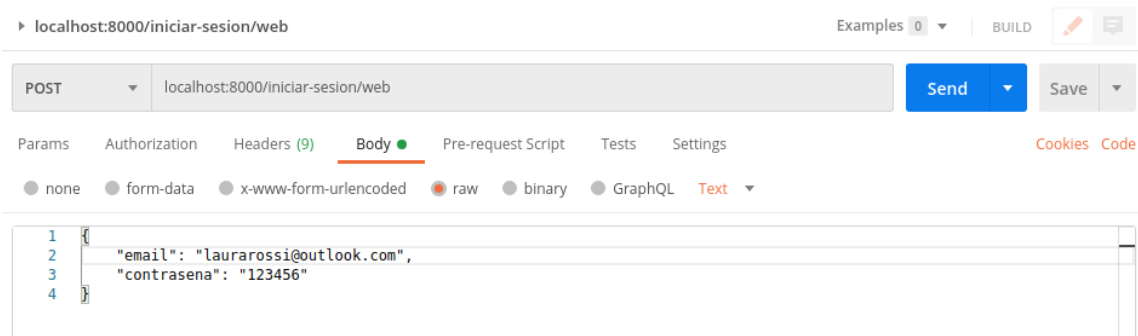 localhost:8000/iniciar-sesion/web Examples 0 BUILD
POST localhost:8000/iniciar-sesion/web Send Save
Params Authorization Headers (9) Body Pre-request Script Tests Settings Cookies Code
none form-data x-www-form-urlencoded raw binary GraphQL Text
1 {
2 "email": "laurarossi@outlook.com",
3 "contrasena": "123456"
4 }